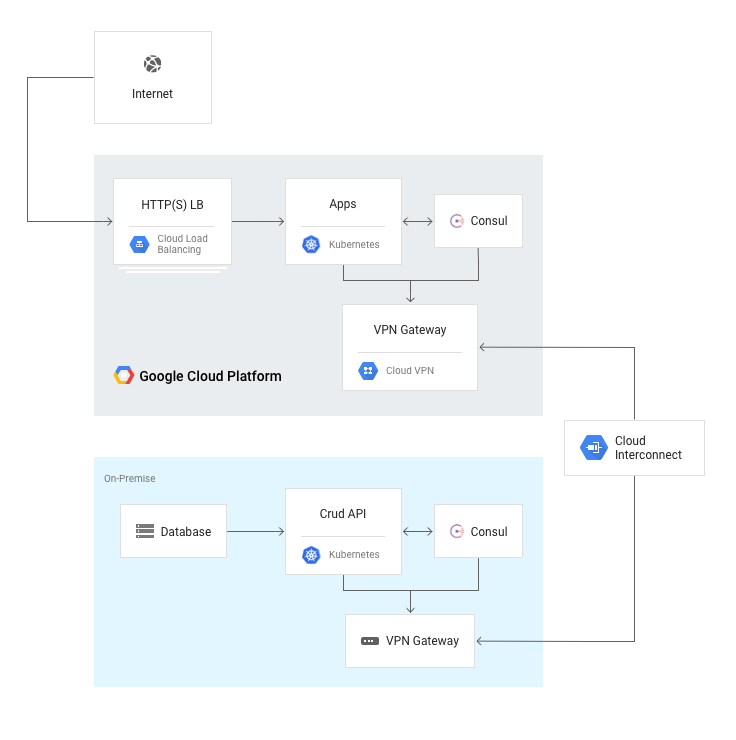 Internet
HTTP(S) LB
Cloud Load
Balancing
Apps
Kubernetes
Consul
VPN Gateway
Cloud VPN
Google Cloud Platform
Cloud
Interconnect
On-Premise
Database
Crud API
Kubernetes
Consul
VPN Gateway